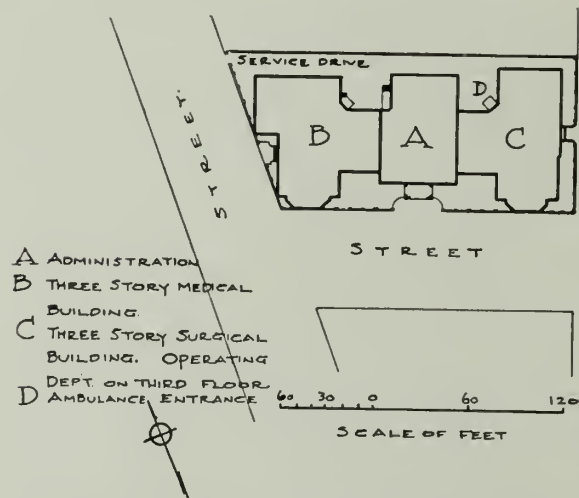 SERVICE DRIVE
D
B
A
C
STREET.
STREET
A ADMINISTRATION
B THREE STORY MEDICAL
BUILDING.
C THREE STORY SURGICAL
BUILDING. OPERATING
DEPT. ON THIRD FLOOR
D AMBULANCE ENTRANCE
60 30 0 60 120
SCALE OF FEET